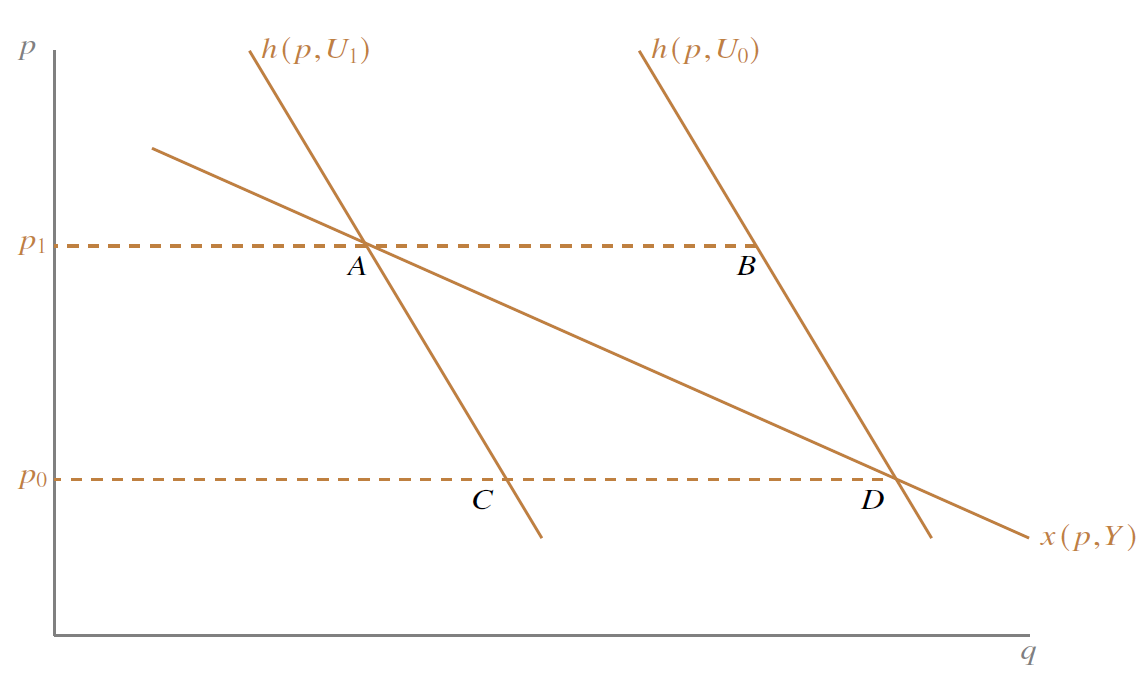 p
h(p,U₁)
h(p,U₀)
p₁
A
B
p₀
C
D
x(p,Y)
q